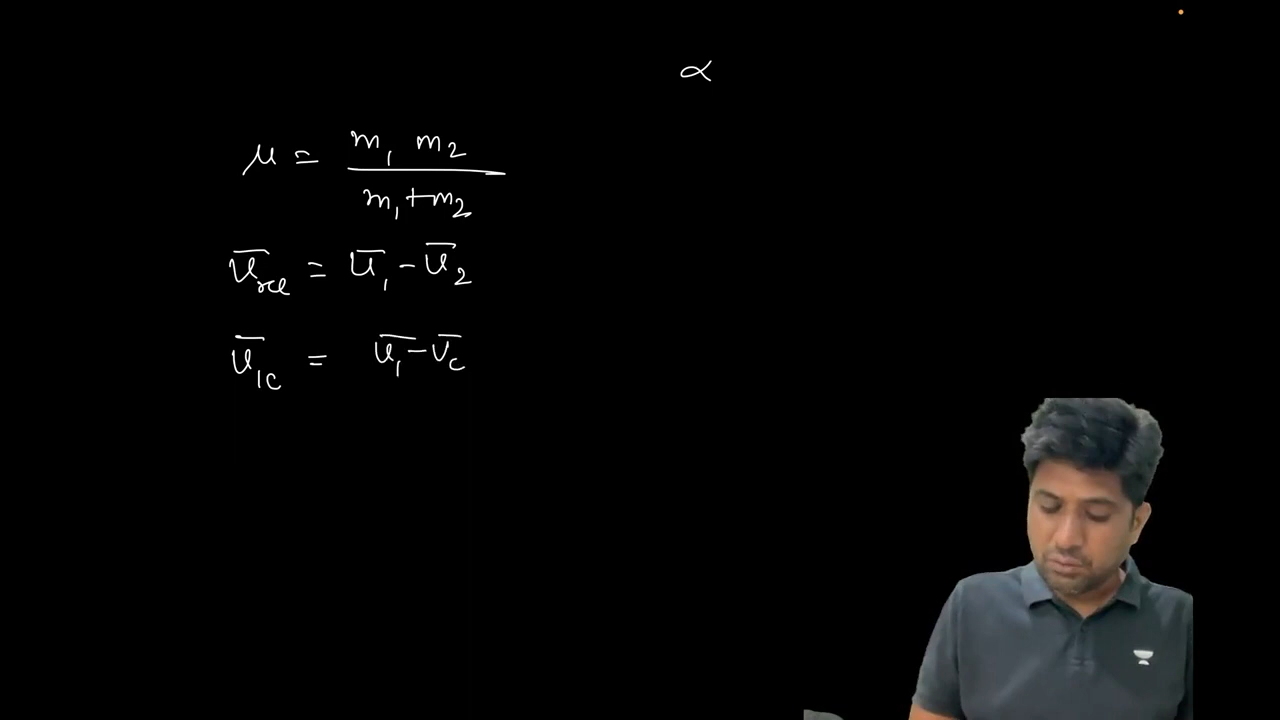 ∝
μ = m₁ m₂ / m₁+m₂
v̅rel = v̅₁ - v̅₂
v̅₁c = v̅₁ - v̅c